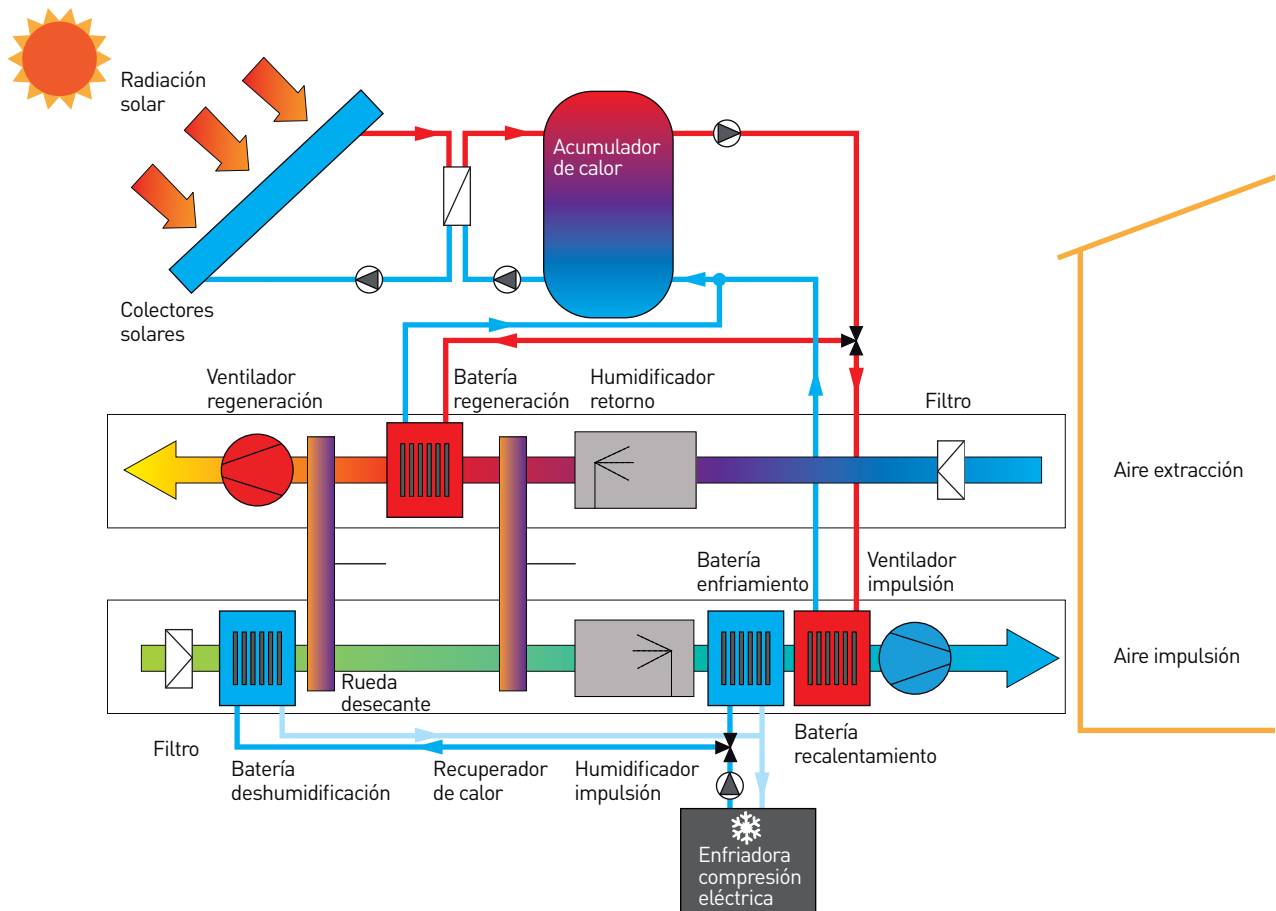 Radiación
solar
Acumulador
de calor
Colectores
solares
Ventilador
regeneración
Batería
regeneración
Humidificador
retorno
Filtro
Aire extracción
Batería
enfriamiento
Ventilador
impulsión
Aire impulsión
Rueda
desecante
Filtro
Batería
deshumidificación
Recuperador
de calor
Humidificador
impulsión
Batería
recalentamiento
Enfriadora
compresión
eléctrica